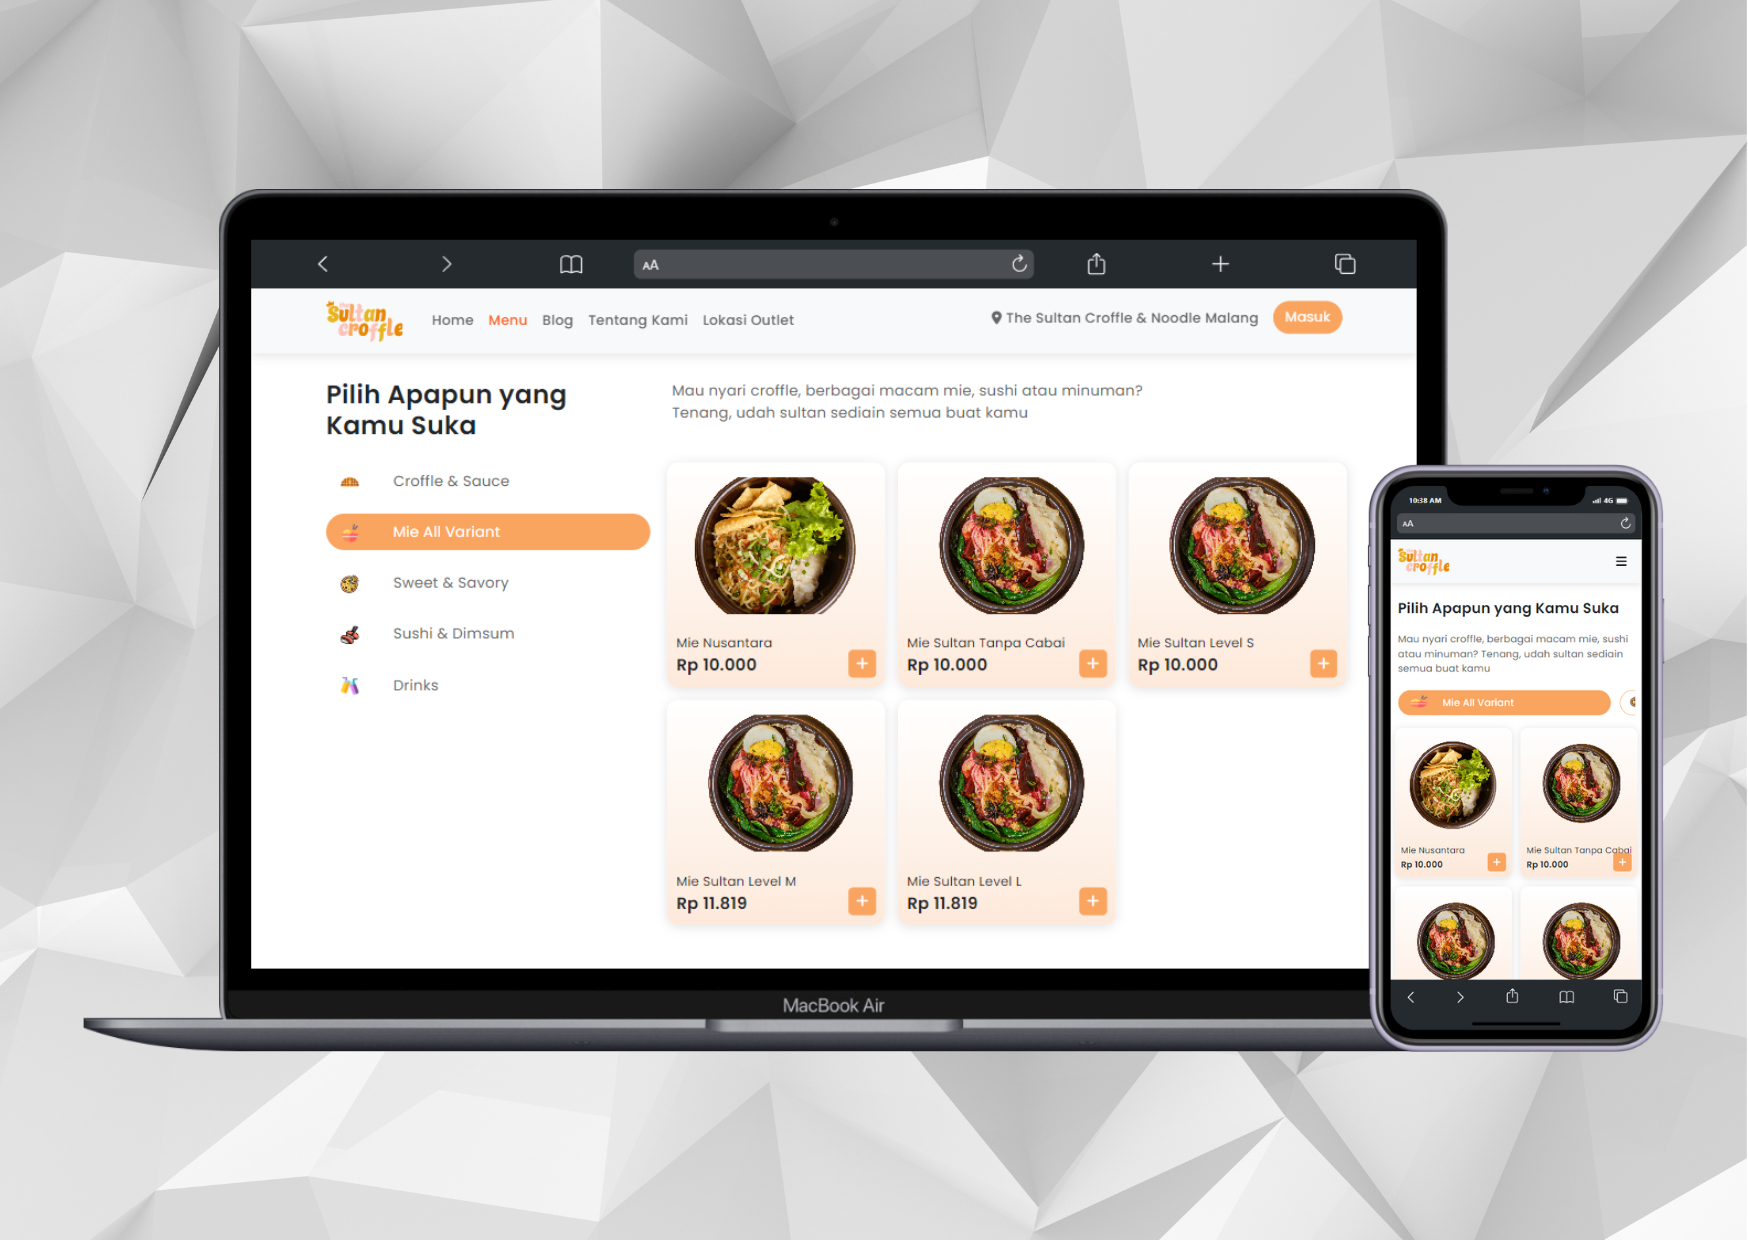 AA
the
Sultan
croffle
Home Menu Blog Tentang Kami Lokasi Outlet
The Sultan Croffle & Noodle Malang
Masuk
Pilih Apapun yang
Kamu Suka
Mau nyari croffle, berbagai macam mie, sushi atau minuman?
Tenang, udah sultan sediain semua buat kamu
Croffle & Sauce
Mie All Variant
Sweet & Savory
Sushi & Dimsum
Drinks
Mie Nusantara
Rp 10.000
Mie Sultan Tanpa Cabai
Rp 10.000
Mie Sultan Level S
Rp 10.000
Mie Sultan Level M
Rp 11.819
Mie Sultan Level L
Rp 11.819
MacBook Air
10:38 AM
4G
AA
Sultan
croffle
Pilih Apapun yang Kamu Suka
Mau nyari croffle, berbagai macam mie, sushi
atau minuman? Tenang, udah sultan sediain
semua buat kamu
Mie All Variant
Mie Nusantara
Rp 10.000
Mie Sultan Tanpa Cabai
Rp 10.000